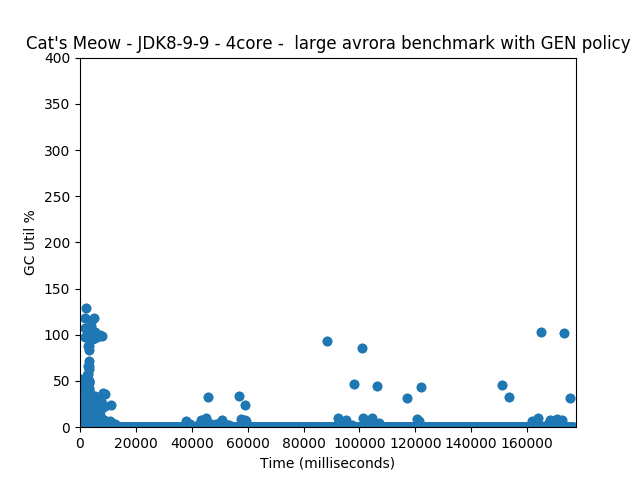 Cat's Meow - JDK8-9-9 - 4core -  large avrora benchmark with GEN policy
400
350
300
250
200
150
100
50
0
GC Util %
0 20000 40000 60000 80000 100000 120000 140000 160000
Time (milliseconds)